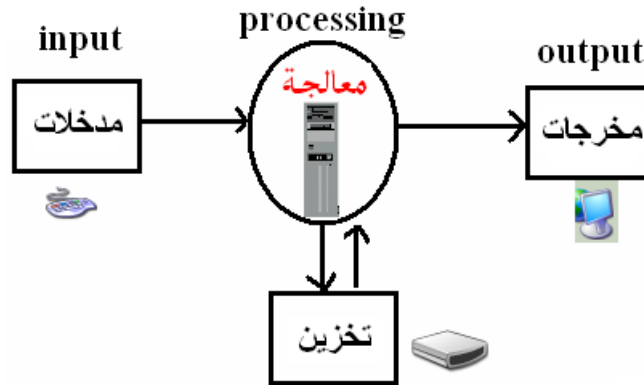 input
processing
output
مدخلات
معالجة
مخرجات
تخزين